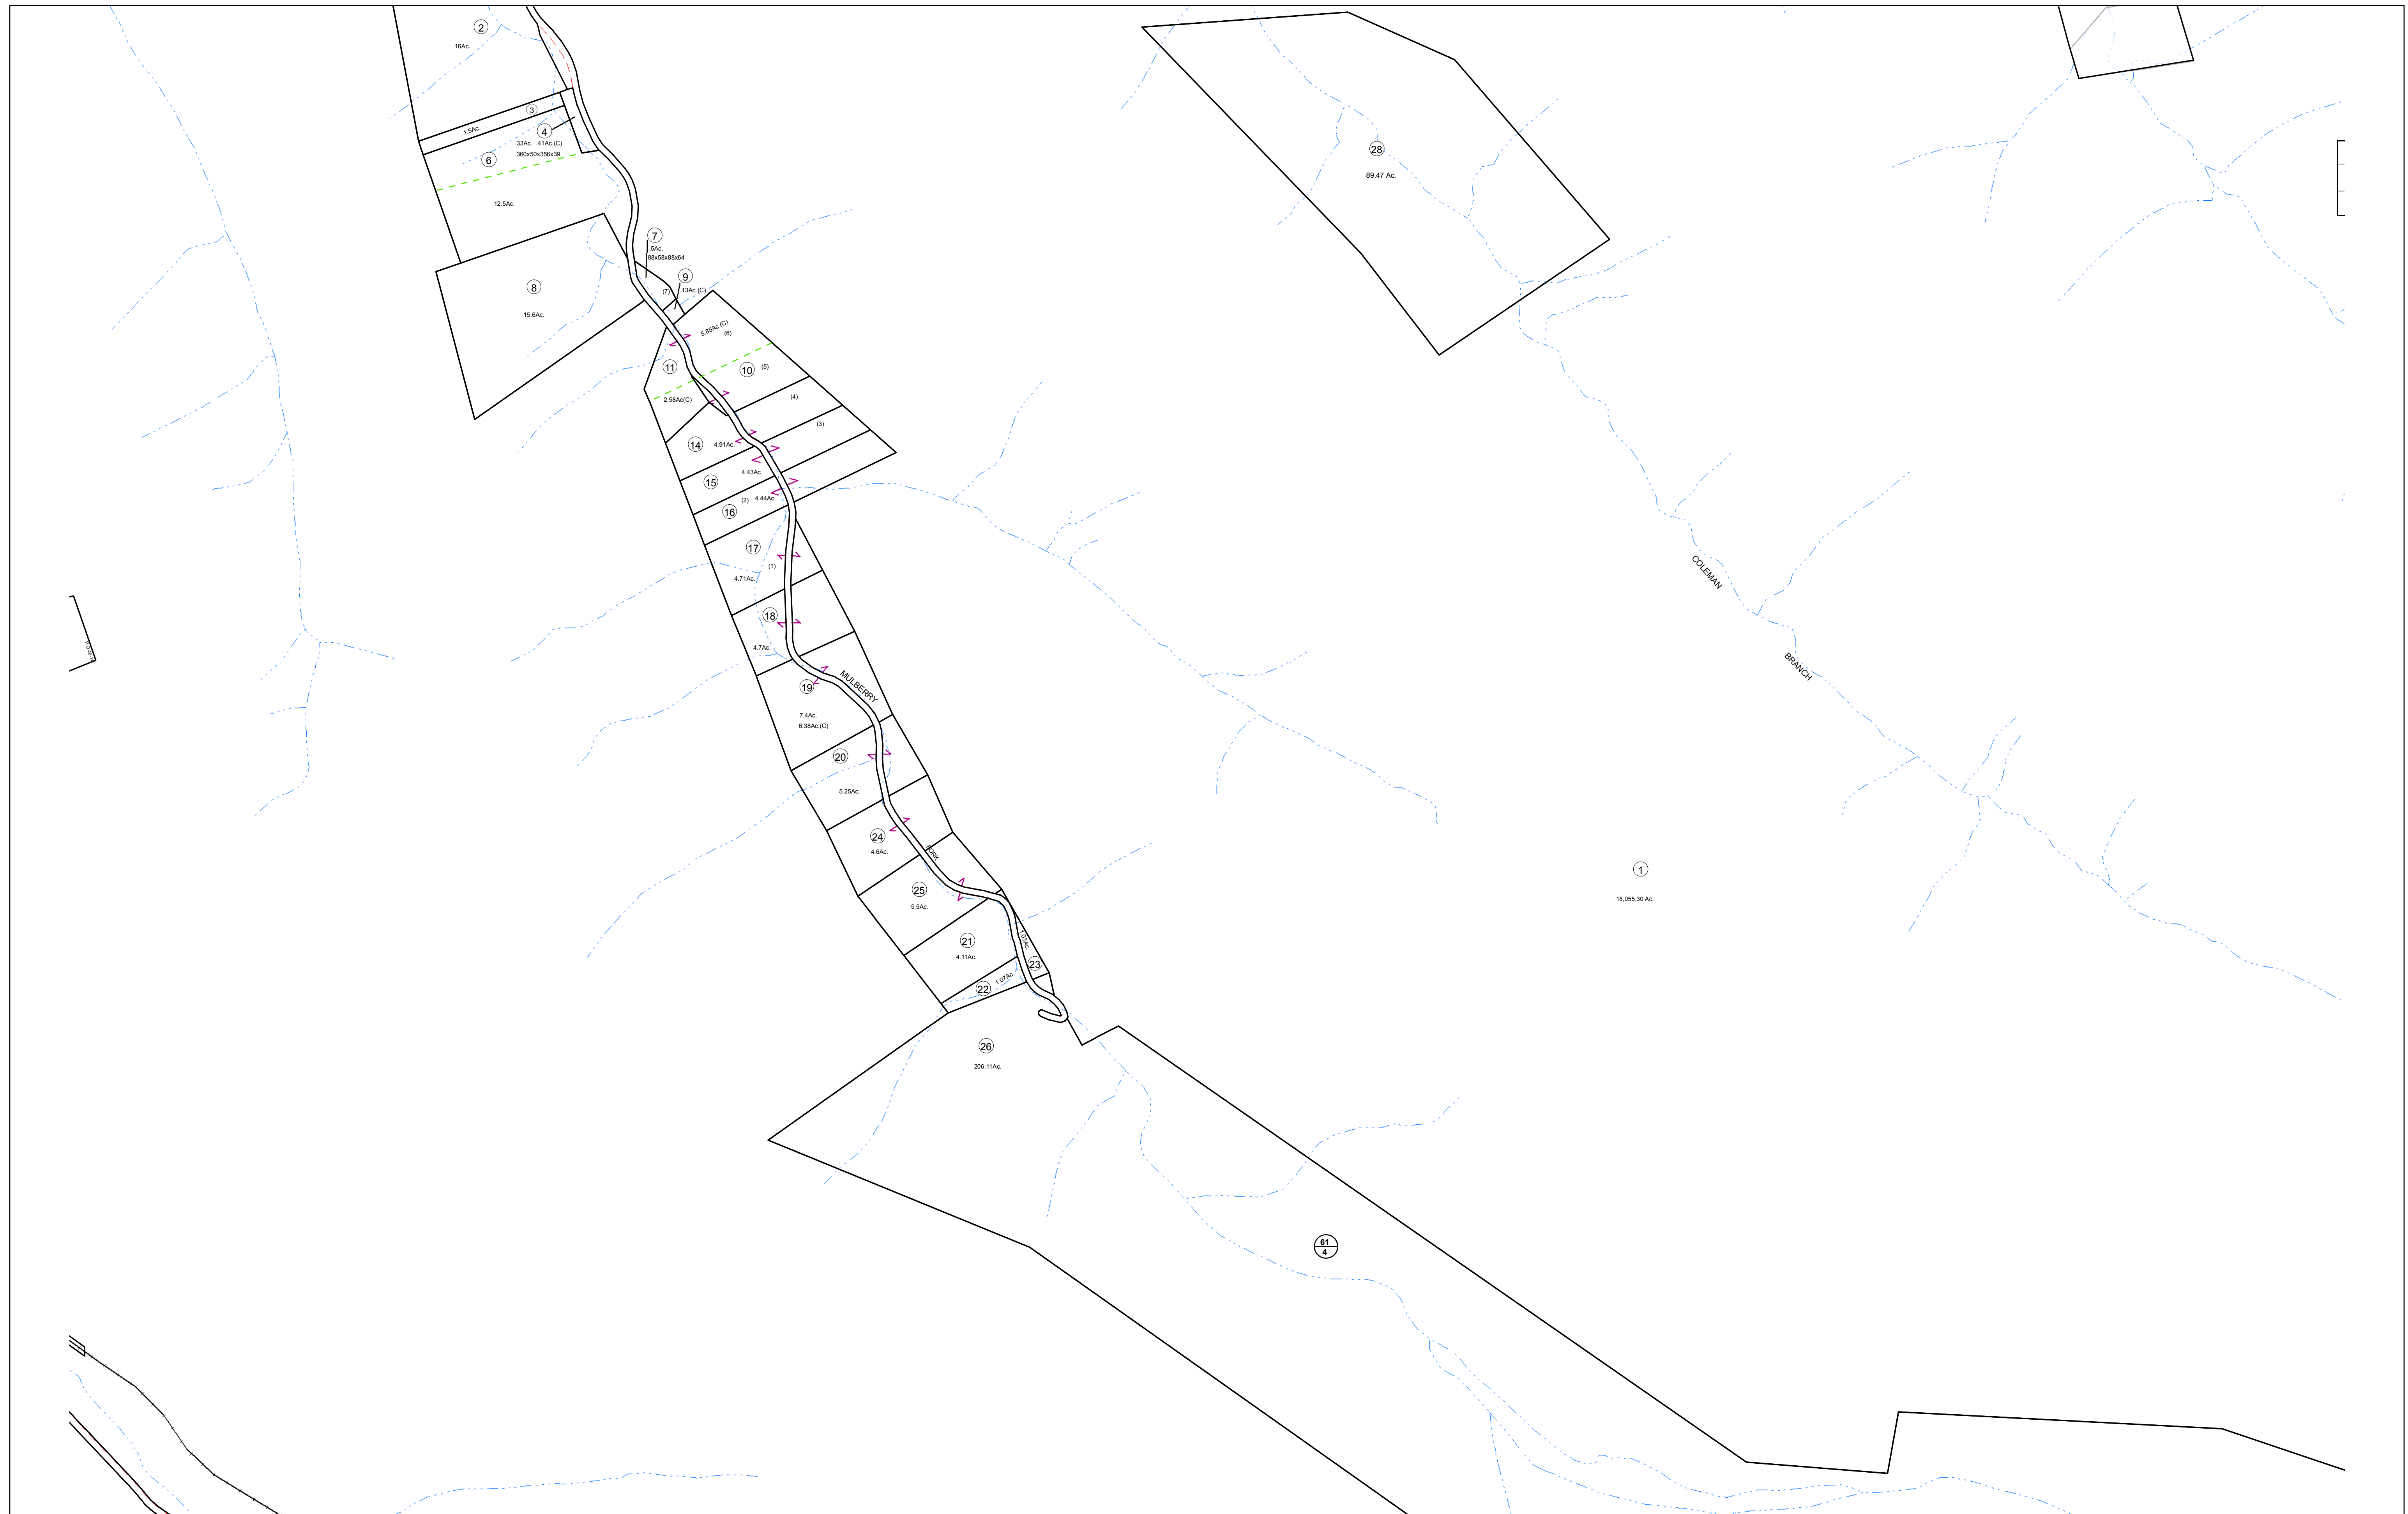 2
16Ac.
3
1.5Ac.
4
.33Ac. .41Ac.(C)
360x50x356x39
6
12.5Ac.
28
89.47 Ac.
7
.5Ac.
88x58x88x64
9
.13Ac.(C)
(7)
8
15.6Ac.
5.85Ac.(C)
(6)
11
10
(5)
2.58Ac(C)
(4)
(3)
14
4.91Ac.
15
4.43Ac.
(2)
4.44Ac.
16
17
(1)
4.71Ac.
COLEMAN
18
4.7Ac.
BRANCH
19
MULBERRY
7.4Ac.
6.38Ac.(C)
20
5.25Ac.
24
4.6Ac.
FORK
1
18,055.30 Ac.
25
5.5Ac.
21
4.11Ac.
1.03Ac.
23
22
1.07Ac.
26
206.11Ac.
61
4